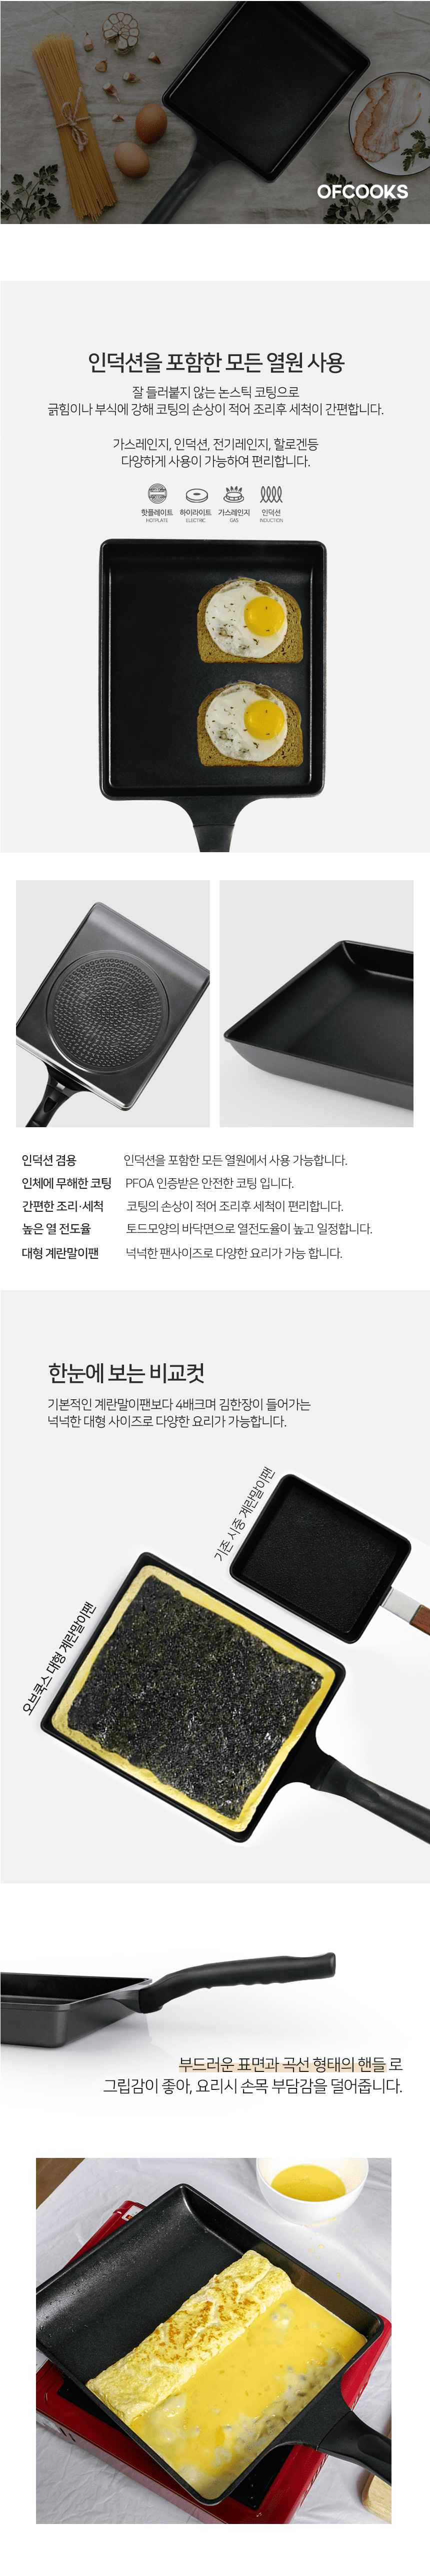 OFCOOKS
인덕션을 포함한 모든 열원 사용
잘 들러붙지 않는 논스틱 코팅으로
긁힘이나 부식에 강해 코팅의 손상이 적어 조리후 세척이 간편합니다.
가스레인지, 인덕션, 전기레인지, 할로겐등
다양하게 사용이 가능하여 편리합니다.
핫플레이트 하이라이트 가스레인지 인덕션
HOTPLATE ELECTRIC GAS INDUCTION
인덕션 겸용 인덕션을 포함한 모든 열원에서 사용 가능합니다.
인체에 무해한 코팅 PFOA 인증받은 안전한 코팅 입니다.
간편한 조리·세척 코팅의 손상이 적어 조리후 세척이 편리합니다.
높은 열 전도율 토드모양의 바닥면으로 열전도율이 높고 일정합니다.
대형 계란말이팬 넉넉한 팬사이즈로 다양한 요리가 가능 합니다.
한눈에 보는 비교컷
기본적인 계란말이팬보다 4배크며 김한장이 들어가는
넉넉한 대형 사이즈로 다양한 요리가 가능합니다.
기존 시중 계란말이팬
오브쿡스 대형 계란말이팬
부드러운 표면과 곡선 형태의 핸들 로
그립감이 좋아, 요리시 손목 부담감을 덜어줍니다.